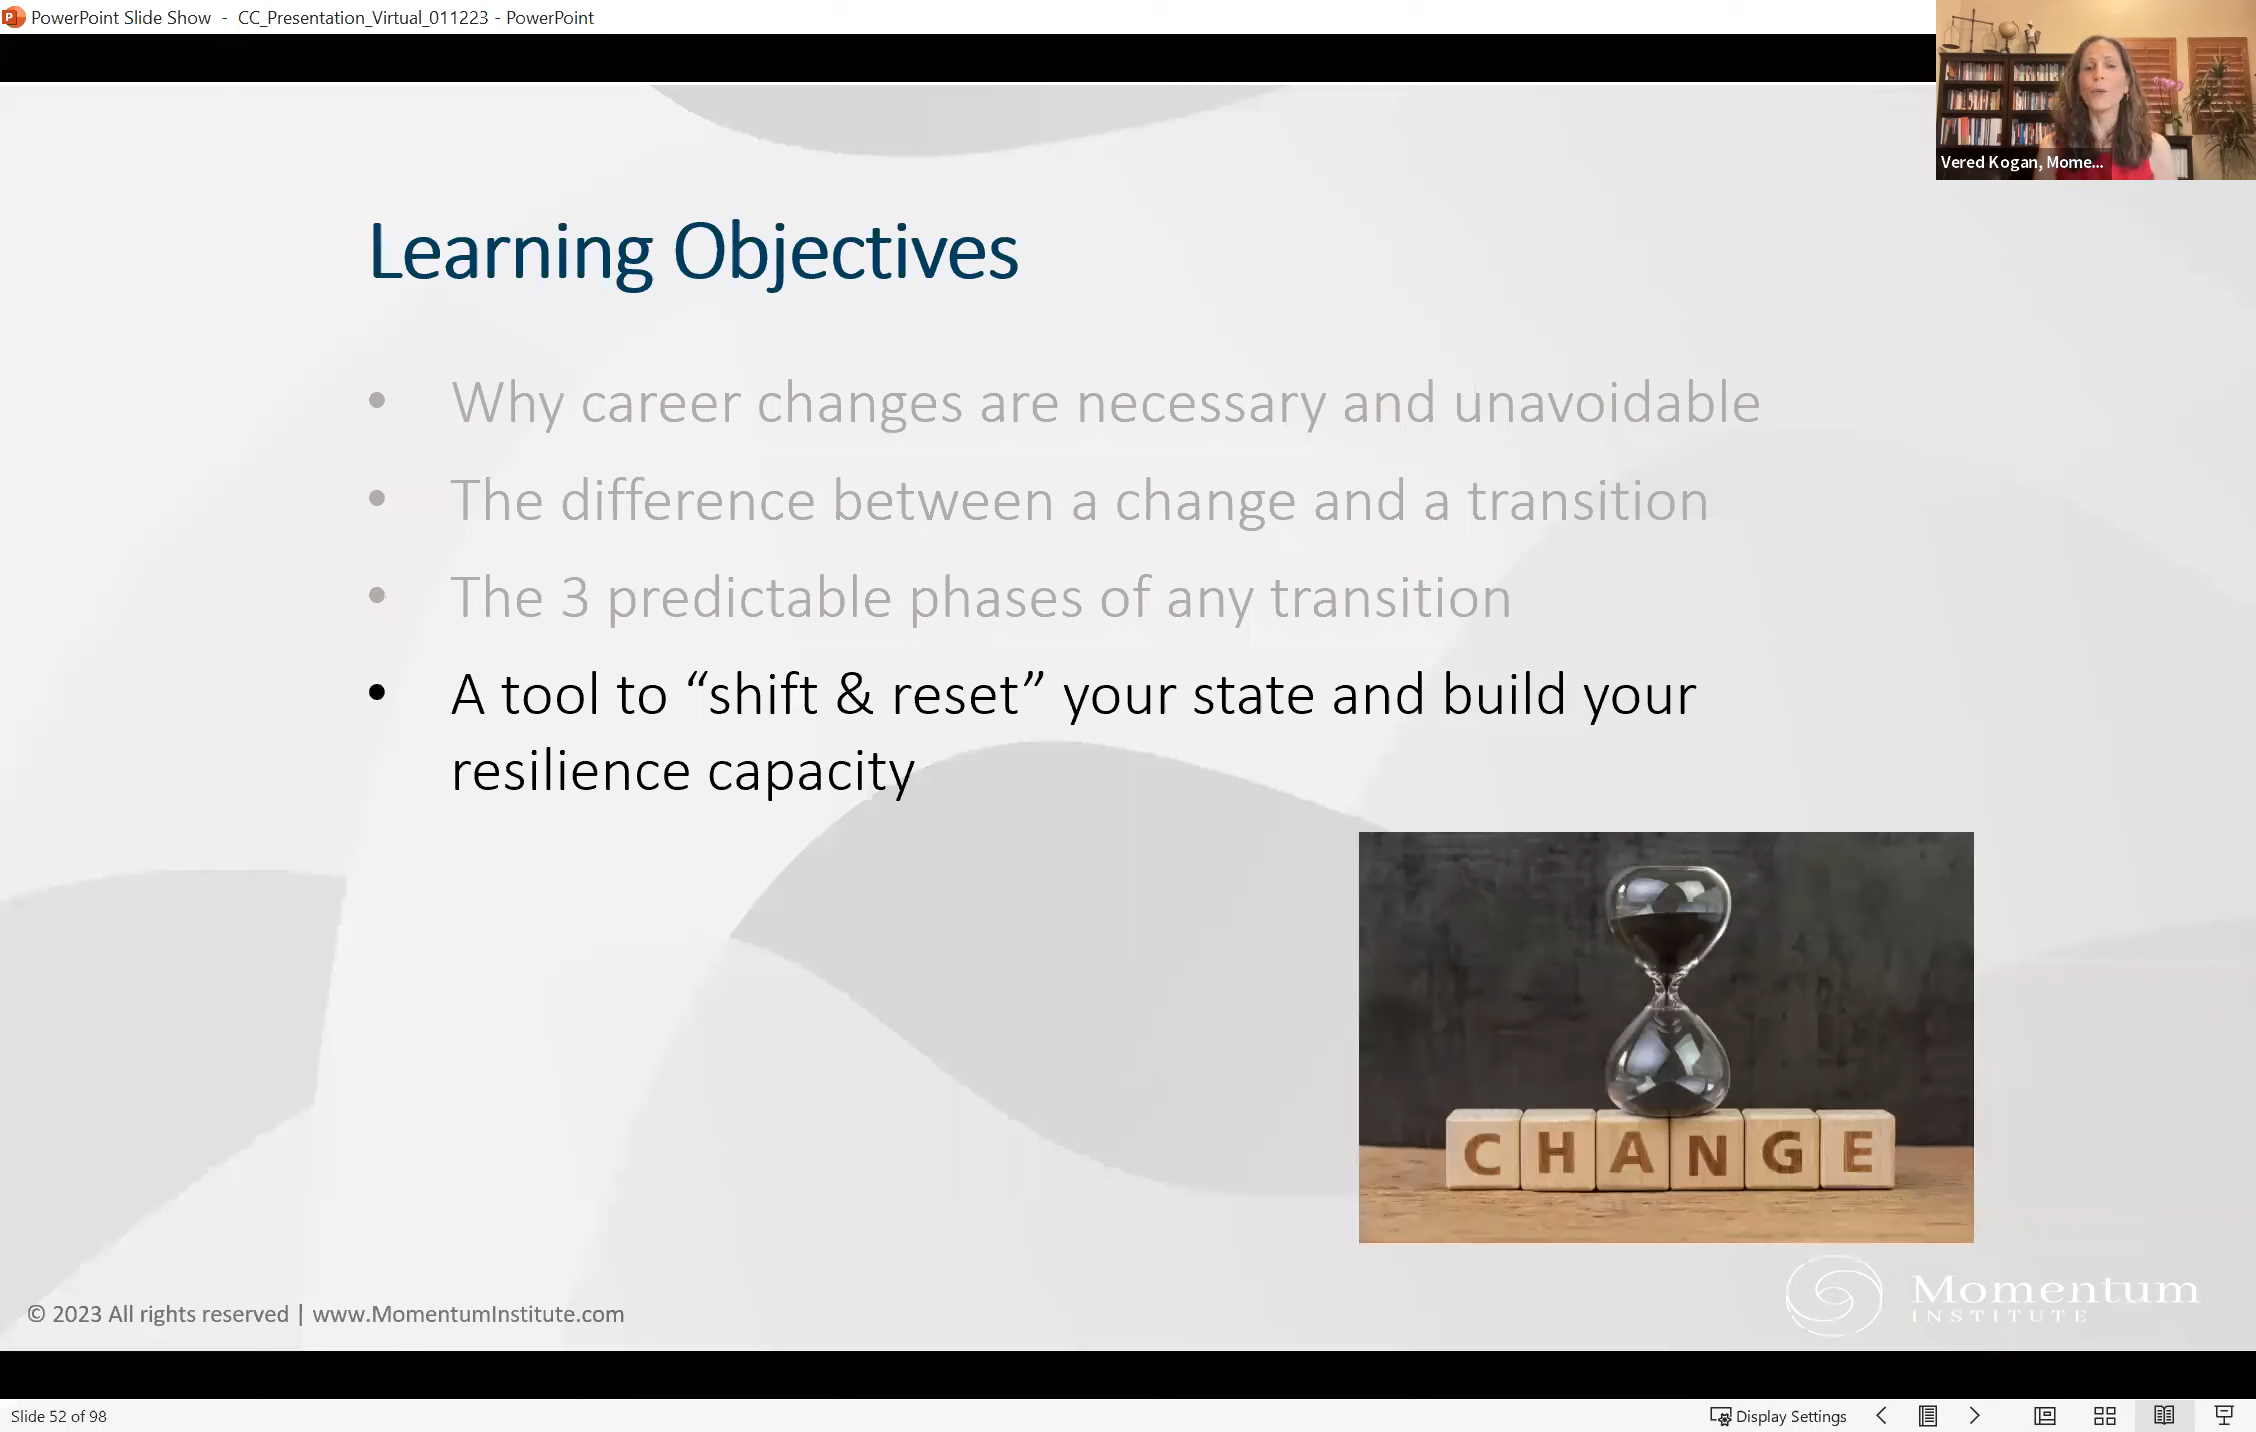 PowerPoint Slide Show - CC_Presentation_Virtual_011223 - PowerPoint
Vered Kogan, Mome...
Learning Objectives
• Why career changes are necessary and unavoidable
• The difference between a change and a transition
• The 3 predictable phases of any transition
• A tool to “shift & reset” your state and build your
resilience capacity
CHANGE
Momentum
INSTITUTE
© 2023 All rights reserved | www.MomentumInstitute.com
Slide 52 of 98
Display Settings